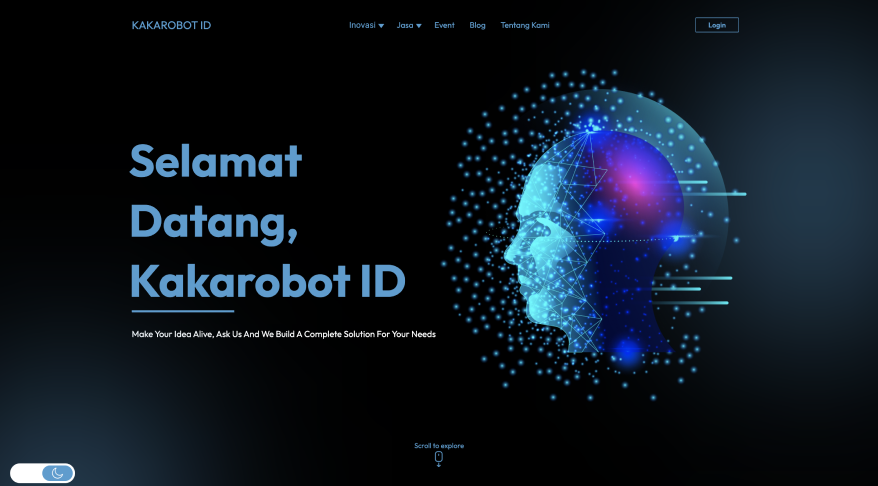 KAKAROBOT ID
Inovasi Jasa Event Blog Tentang Kami
Login
Selamat
Datang,
Kakarobot ID
Make Your Idea Alive, Ask Us And We Build A Complete Solution For Your Needs
Scroll to explore